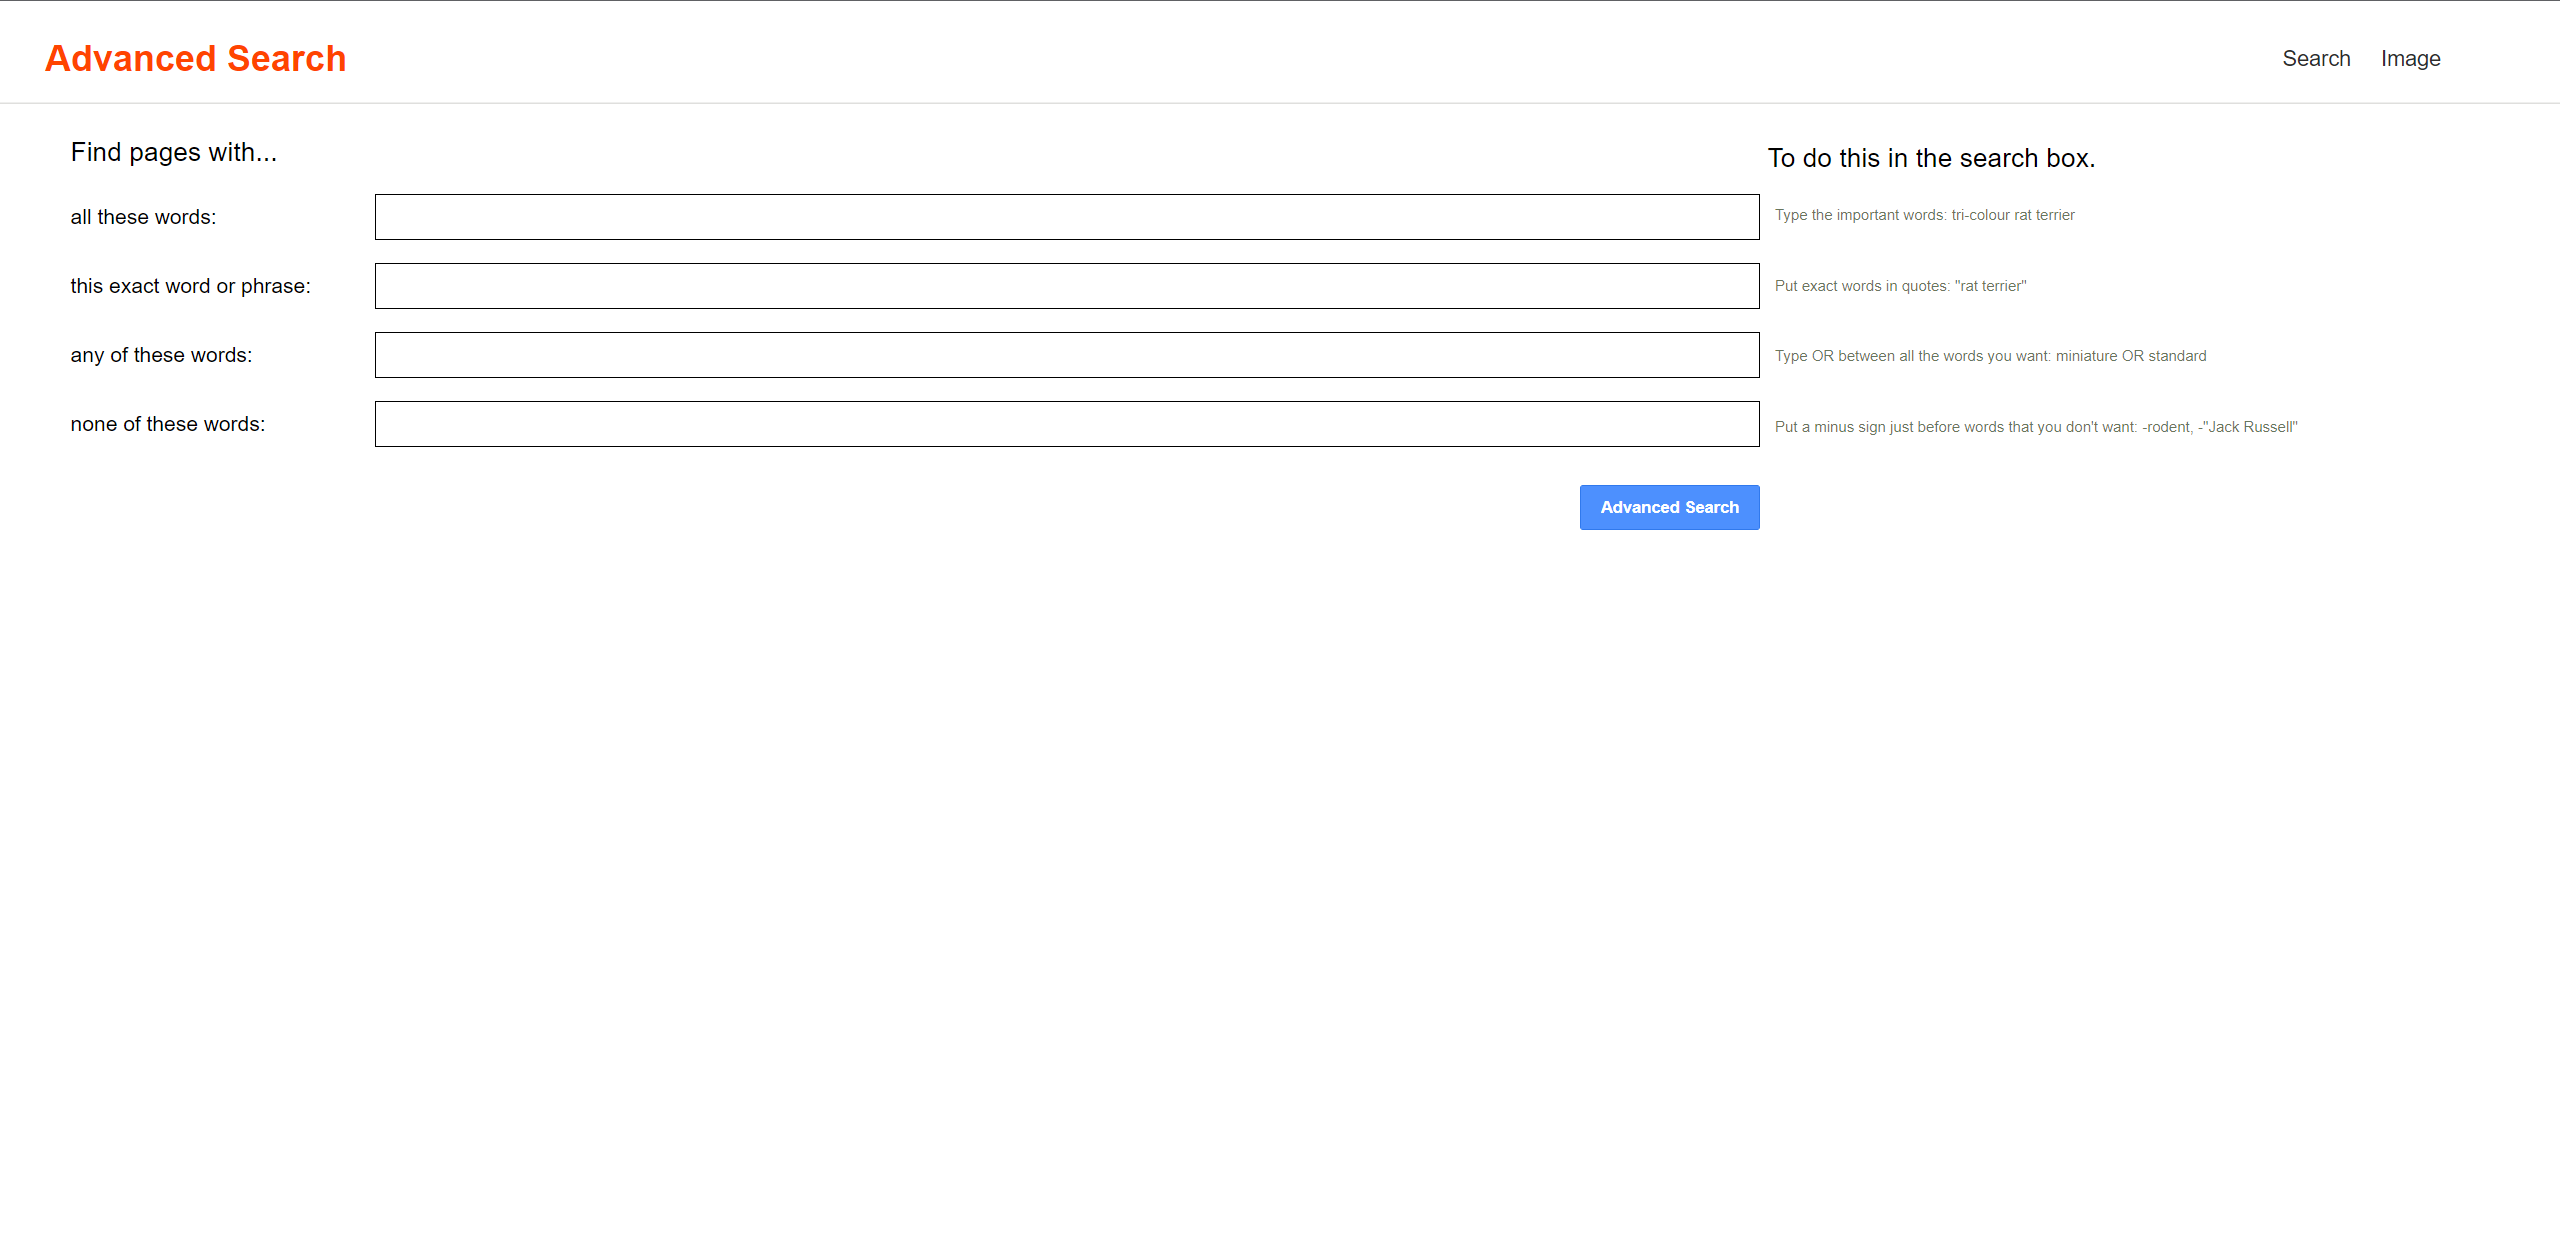 Advanced Search
Search Image
Find pages with...
To do this in the search box.
all these words:
Type the important words: tri-colour rat terrier
this exact word or phrase:
Put exact words in quotes: "rat terrier"
any of these words:
Type OR between all the words you want: miniature OR standard
none of these words:
Put a minus sign just before words that you don't want: -rodent, -"Jack Russell"
Advanced Search